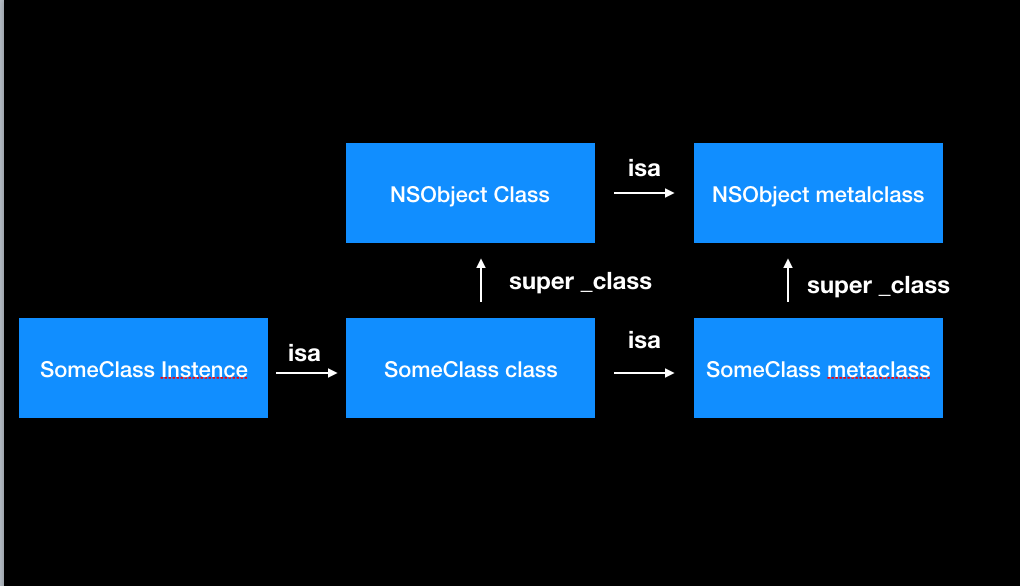 NSObject Class
isa
NSObject metalclass
super _class
super _class
SomeClass Instence
isa
SomeClass class
isa
SomeClass metaclass